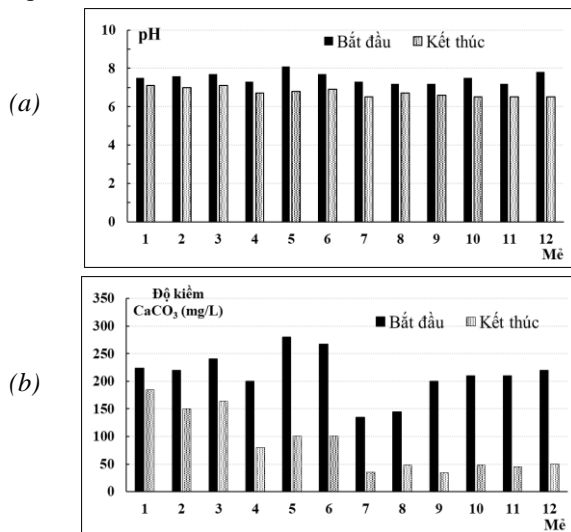 (a)
pH
Bắt đầu Kết thúc
10
8
6
4
2
0
1 2 3 4 5 6 7 8 9 10 11 12
Mẻ
(b)
Độ kiềm
CaCO₃ (mg/L)
Bắt đầu Kết thúc
350
300
250
200
150
100
50
00
1 2 3 4 5 6 7 8 9 10 11 12
Mẻ